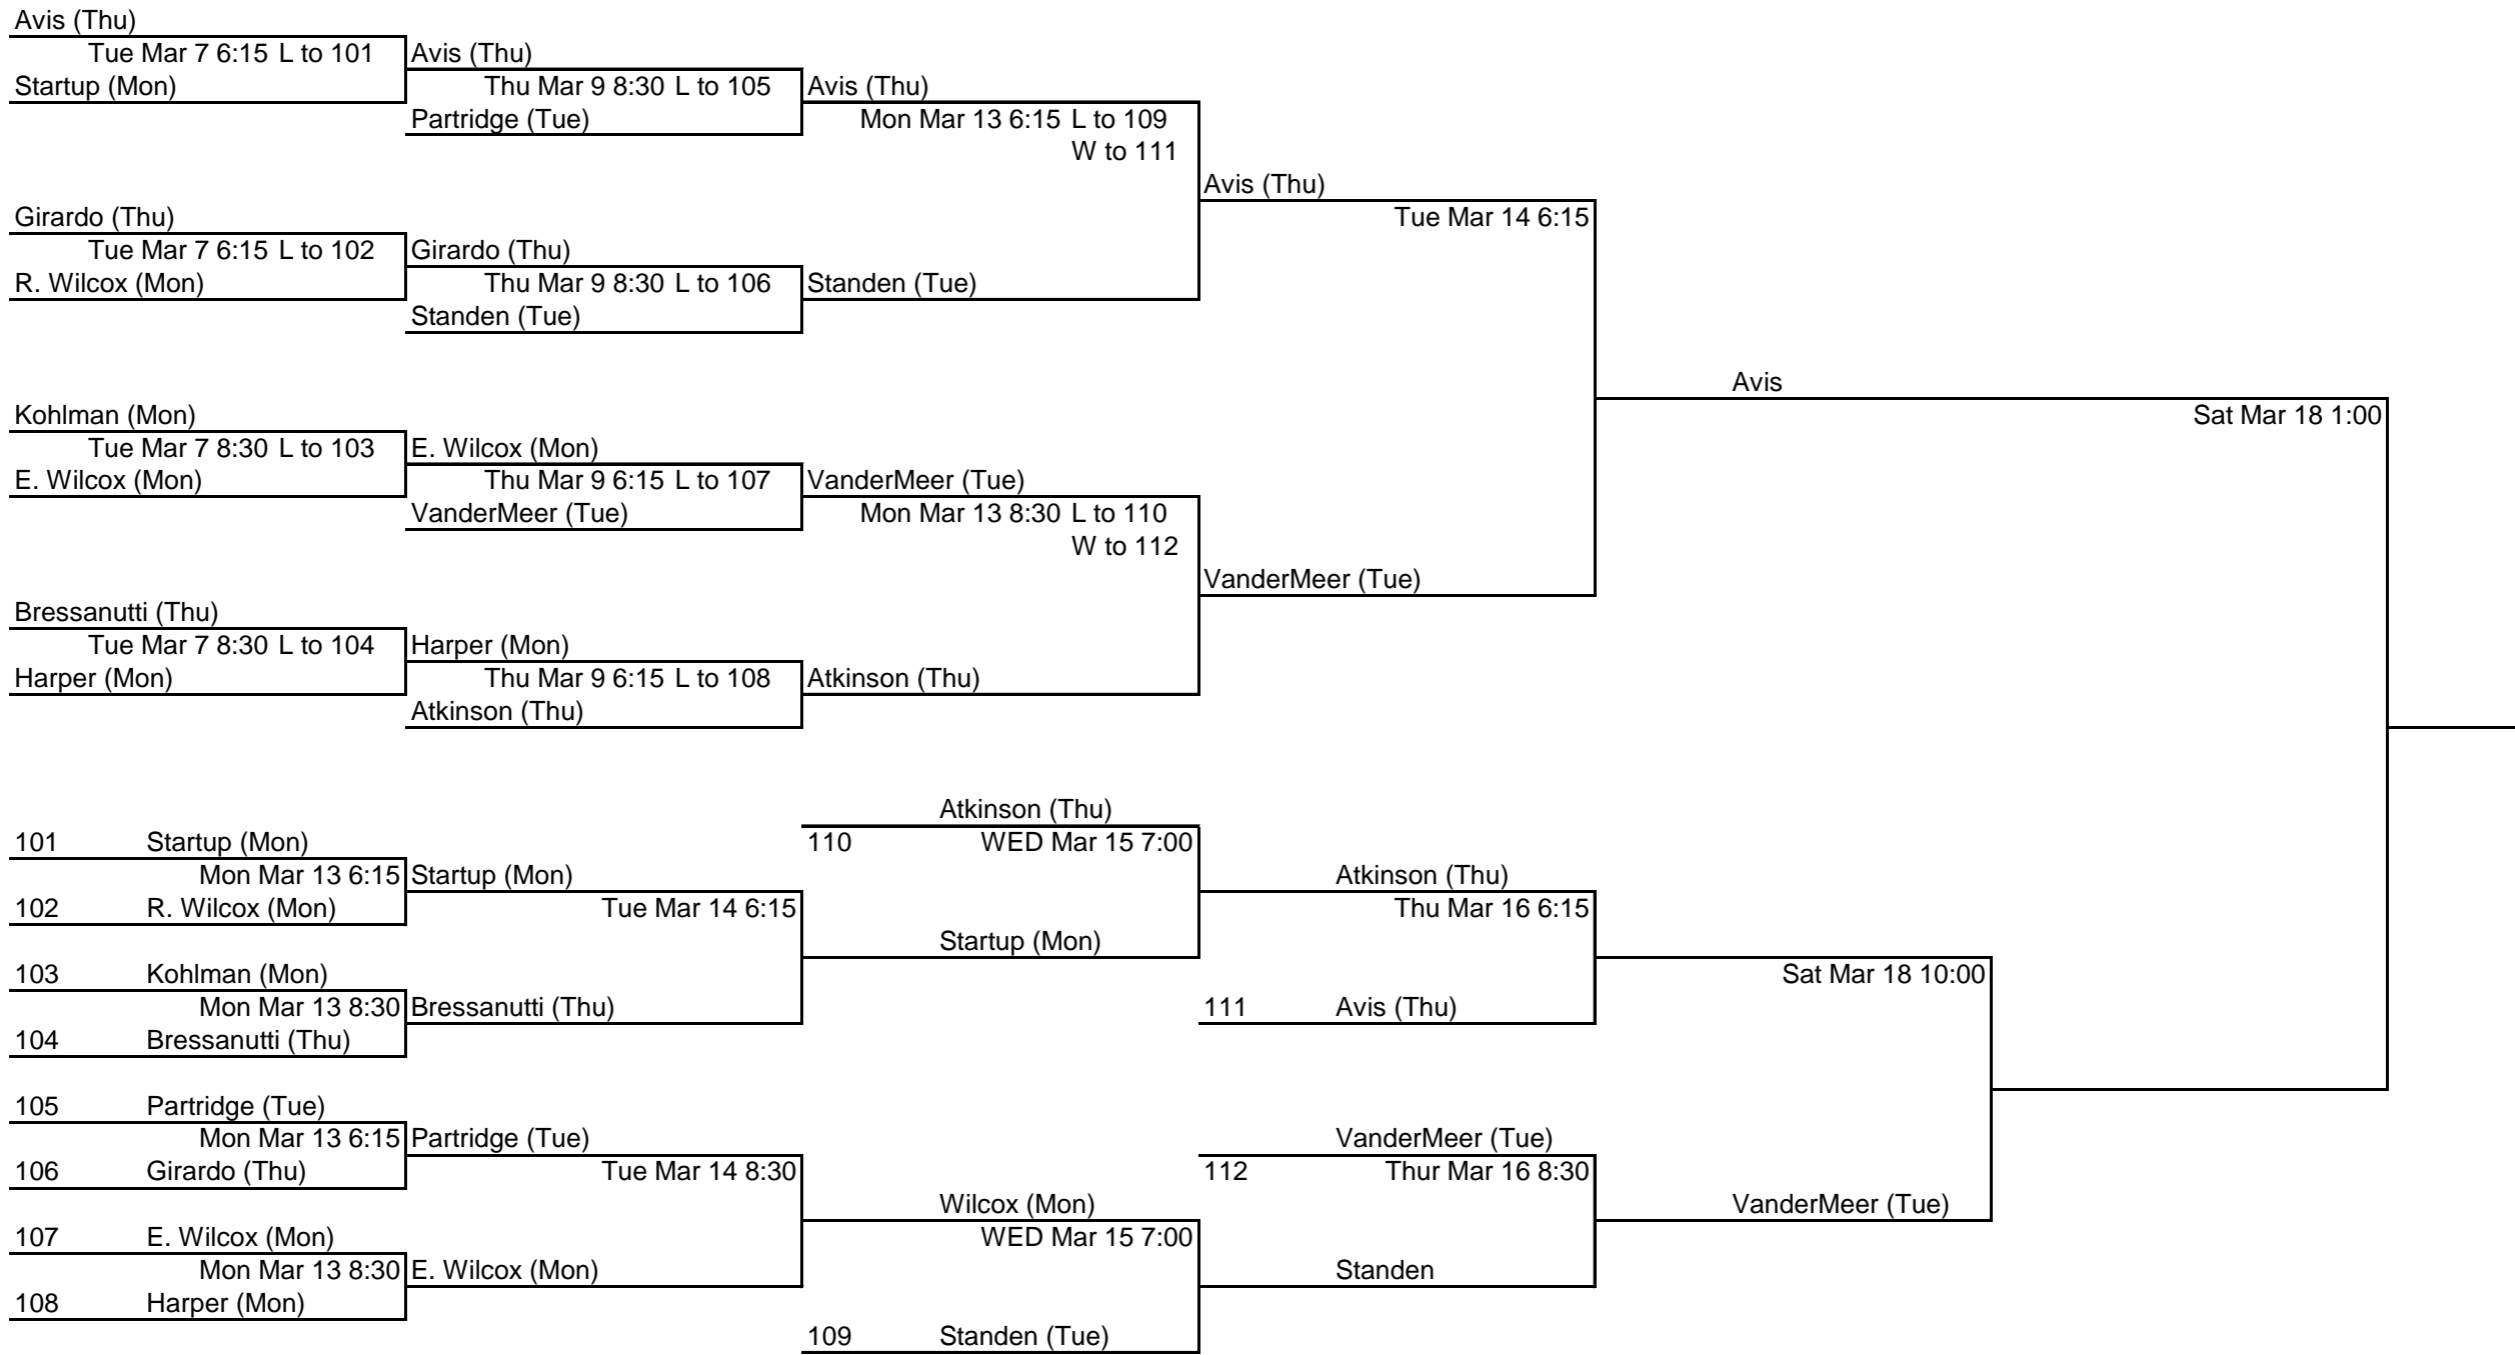 Avis (Thu)
Tue Mar 7 6:15 L to 101
Avis (Thu)
Startup (Mon)
Thu Mar 9 8:30 L to 105
Avis (Thu)
Partridge (Tue)
Mon Mar 13 6:15 L to 109
W to 111
Avis (Thu)
Girardo (Thu)
Tue Mar 14 6:15
Tue Mar 7 6:15 L to 102
Girardo (Thu)
R. Wilcox (Mon)
Thu Mar 9 8:30 L to 106
Standen (Tue)
Standen (Tue)
Avis
Kohlman (Mon)
Sat Mar 18 1:00
Tue Mar 7 8:30 L to 103
E. Wilcox (Mon)
E. Wilcox (Mon)
Thu Mar 9 6:15 L to 107
VanderMeer (Tue)
VanderMeer (Tue)
Mon Mar 13 8:30 L to 110
W to 112
VanderMeer (Tue)
Bressanutti (Thu)
Tue Mar 7 8:30 L to 104
Harper (Mon)
Harper (Mon)
Thu Mar 9 6:15 L to 108
Atkinson (Thu)
Atkinson (Thu)
Atkinson (Thu)
101 Startup (Mon)
110 WED Mar 15 7:00
Mon Mar 13 6:15
Startup (Mon)
Atkinson (Thu)
102 R. Wilcox (Mon)
Tue Mar 14 6:15
Thu Mar 16 6:15
Startup (Mon)
103 Kohlman (Mon)
Sat Mar 18 10:00
Mon Mar 13 8:30
Bressanutti (Thu)
111 Avis (Thu)
104 Bressanutti (Thu)
105 Partridge (Tue)
Mon Mar 13 6:15
Partridge (Tue)
VanderMeer (Tue)
106 Girardo (Thu)
Tue Mar 14 8:30
112 Thur Mar 16 8:30
Wilcox (Mon)
VanderMeer (Tue)
107 E. Wilcox (Mon)
WED Mar 15 7:00
Mon Mar 13 8:30
E. Wilcox (Mon)
Standen
108 Harper (Mon)
109 Standen (Tue)